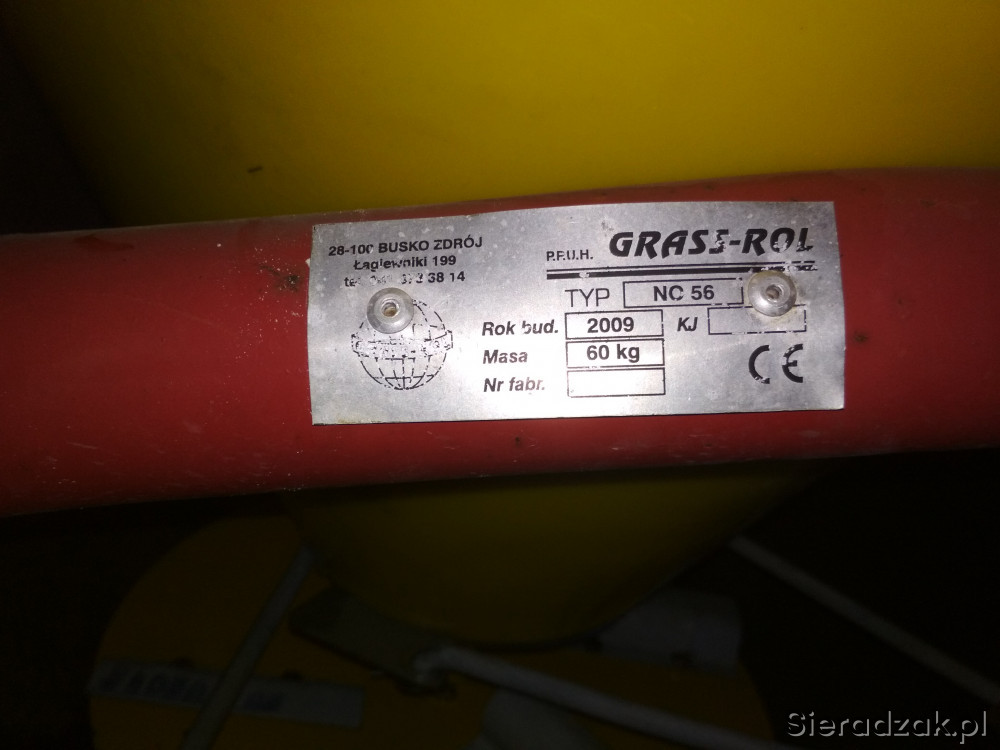 28-100 BUSKO ZDRÓJ
Łagiewniki 199
38 14
P.F.U.H. GRASS-ROL
TYP NC 56
Rok bud. 2009 KJ
Masa 60 kg
Nr fabr.
CE
Sieradzak.pl